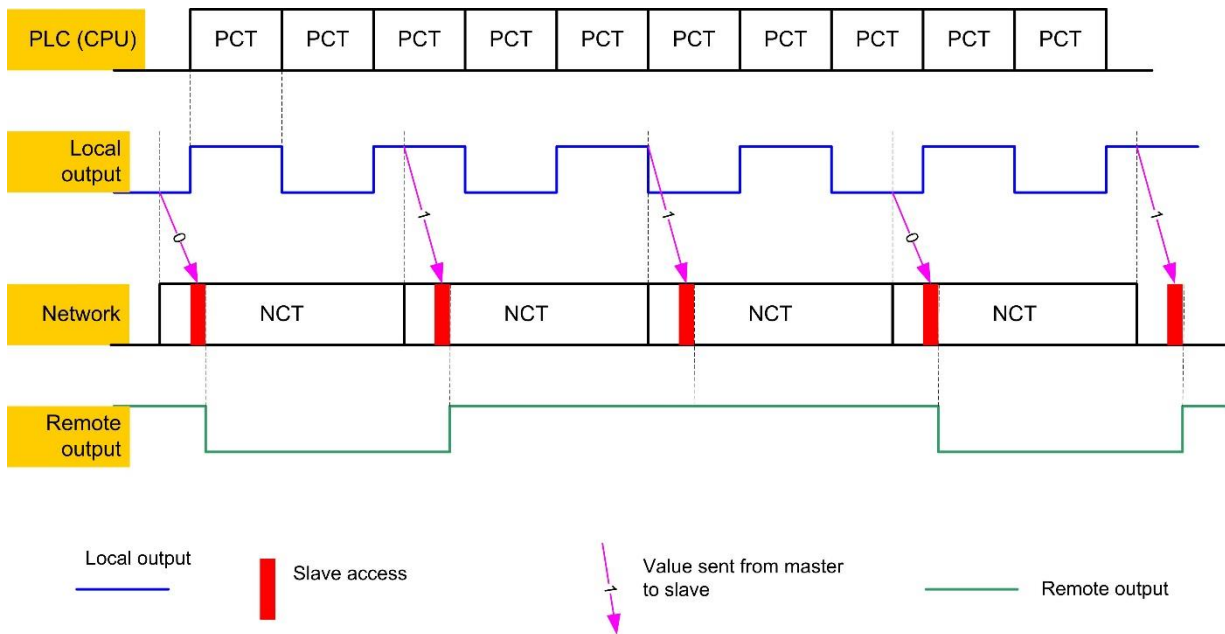 PLC (CPU)
PCT PCT PCT PCT PCT PCT PCT PCT PCT PCT
Local
output
0 1 1 0 1
Network
NCT NCT NCT NCT
Remote
output
Local output
Slave access
1
Value sent from master
to slave
Remote output